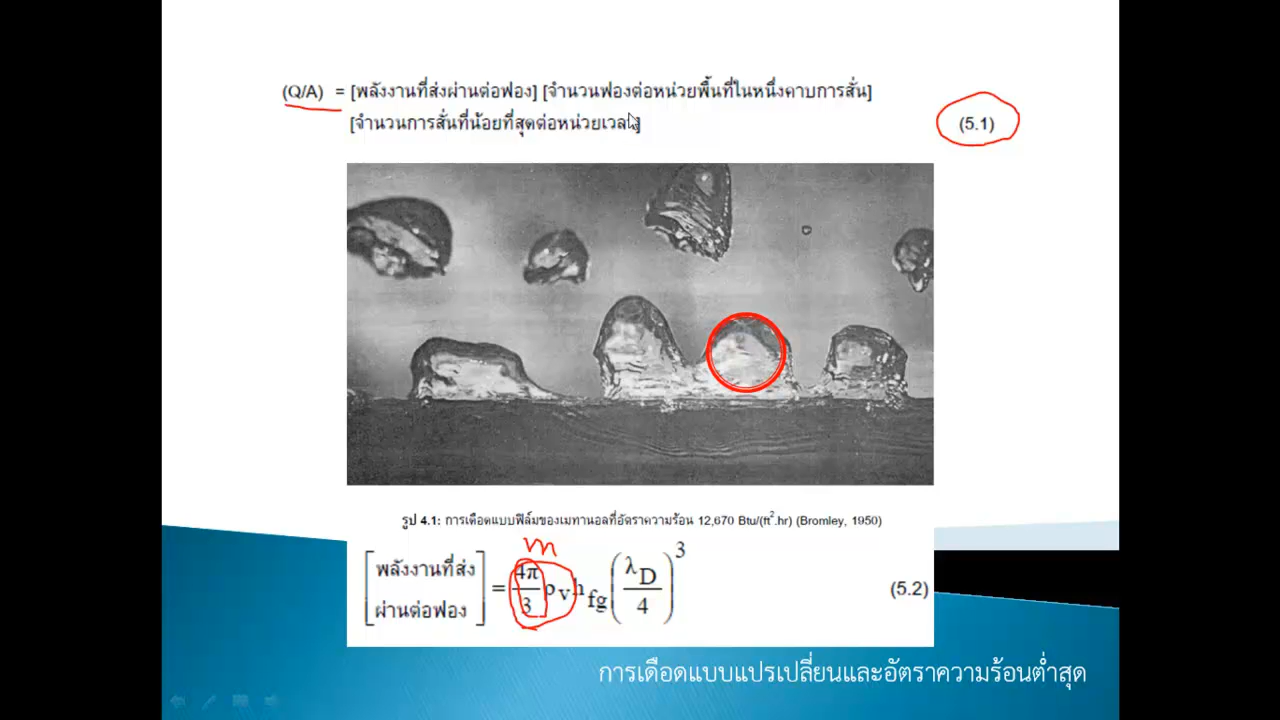 (Q/A) = [พลังงานที่ส่งผ่านต่อฟอง] [จำนวนฟองต่อหน่วยพื้นที่ในหนึ่งคาบการสั่น]
[จำนวนการสั่นที่น้อยที่สุดต่อหน่วยเวลา] (5.1)
รูป 4.1: การเดือดแบบฟิล์มของเมทานอลที่อัตราความร้อน 12,670 Btu/(ft².hr) (Bromley, 1950)
m
[พลังงานที่ส่งผ่านต่อฟอง] = 4π/3 ρ_v h_fg (λ_D/4)³ (5.2)
การเดือดแบบแปรเปลี่ยนและอัตราความร้อนต่ำสุด